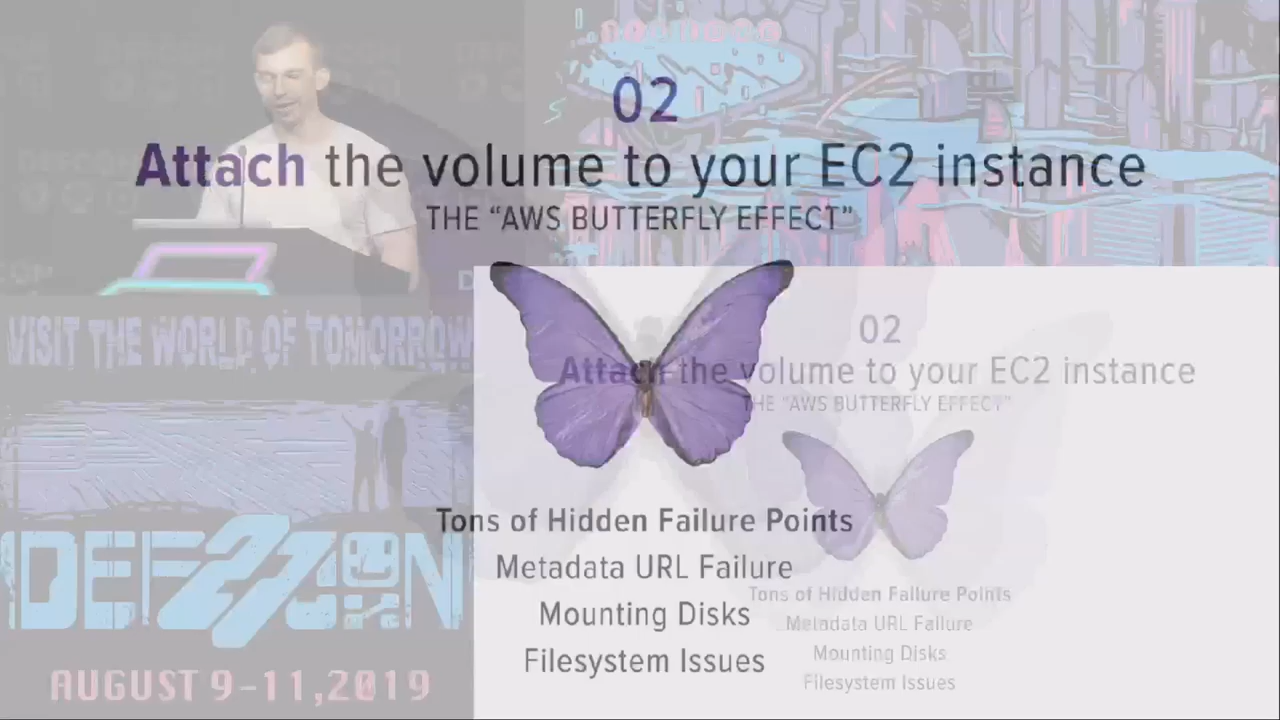 02
Attach the volume to your EC2 instance
THE “AWS BUTTERFLY EFFECT”
VISIT THE WORLD OF TOMORROW
02
Attach the volume to your EC2 instance
THE “AWS BUTTERFLY EFFECT”
Tons of Hidden Failure Points
Metadata URL Failure
Mounting Disks
Filesystem Issues
Tons of Hidden Failure Points
Metadata URL Failure
Mounting Disks
Filesystem Issues
DEF27CON
AUGUST 9-11,2019